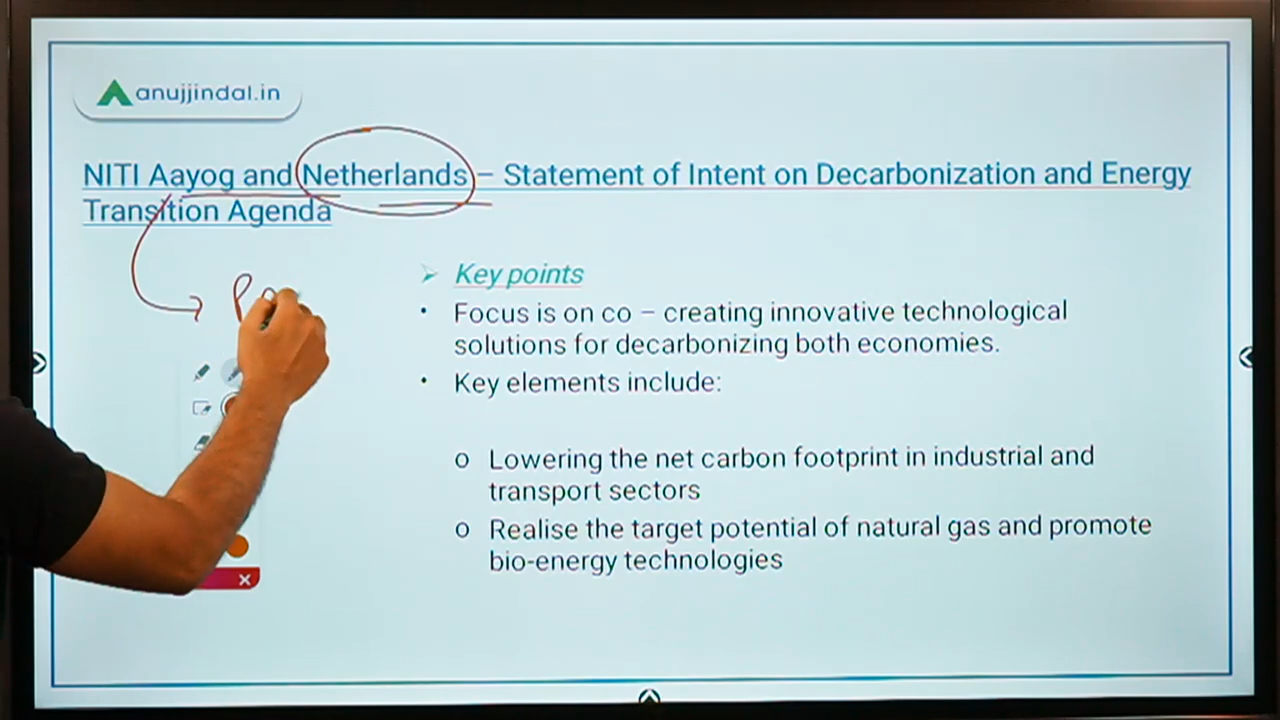 anujjindal.in
NITI Aayog and Netherlands – Statement of Intent on Decarbonization and Energy
Transition Agenda
Key points
Focus is on co – creating innovative technological
solutions for decarbonizing both economies.
Key elements include:
o Lowering the net carbon footprint in industrial and
transport sectors
o Realise the target potential of natural gas and promote
bio-energy technologies